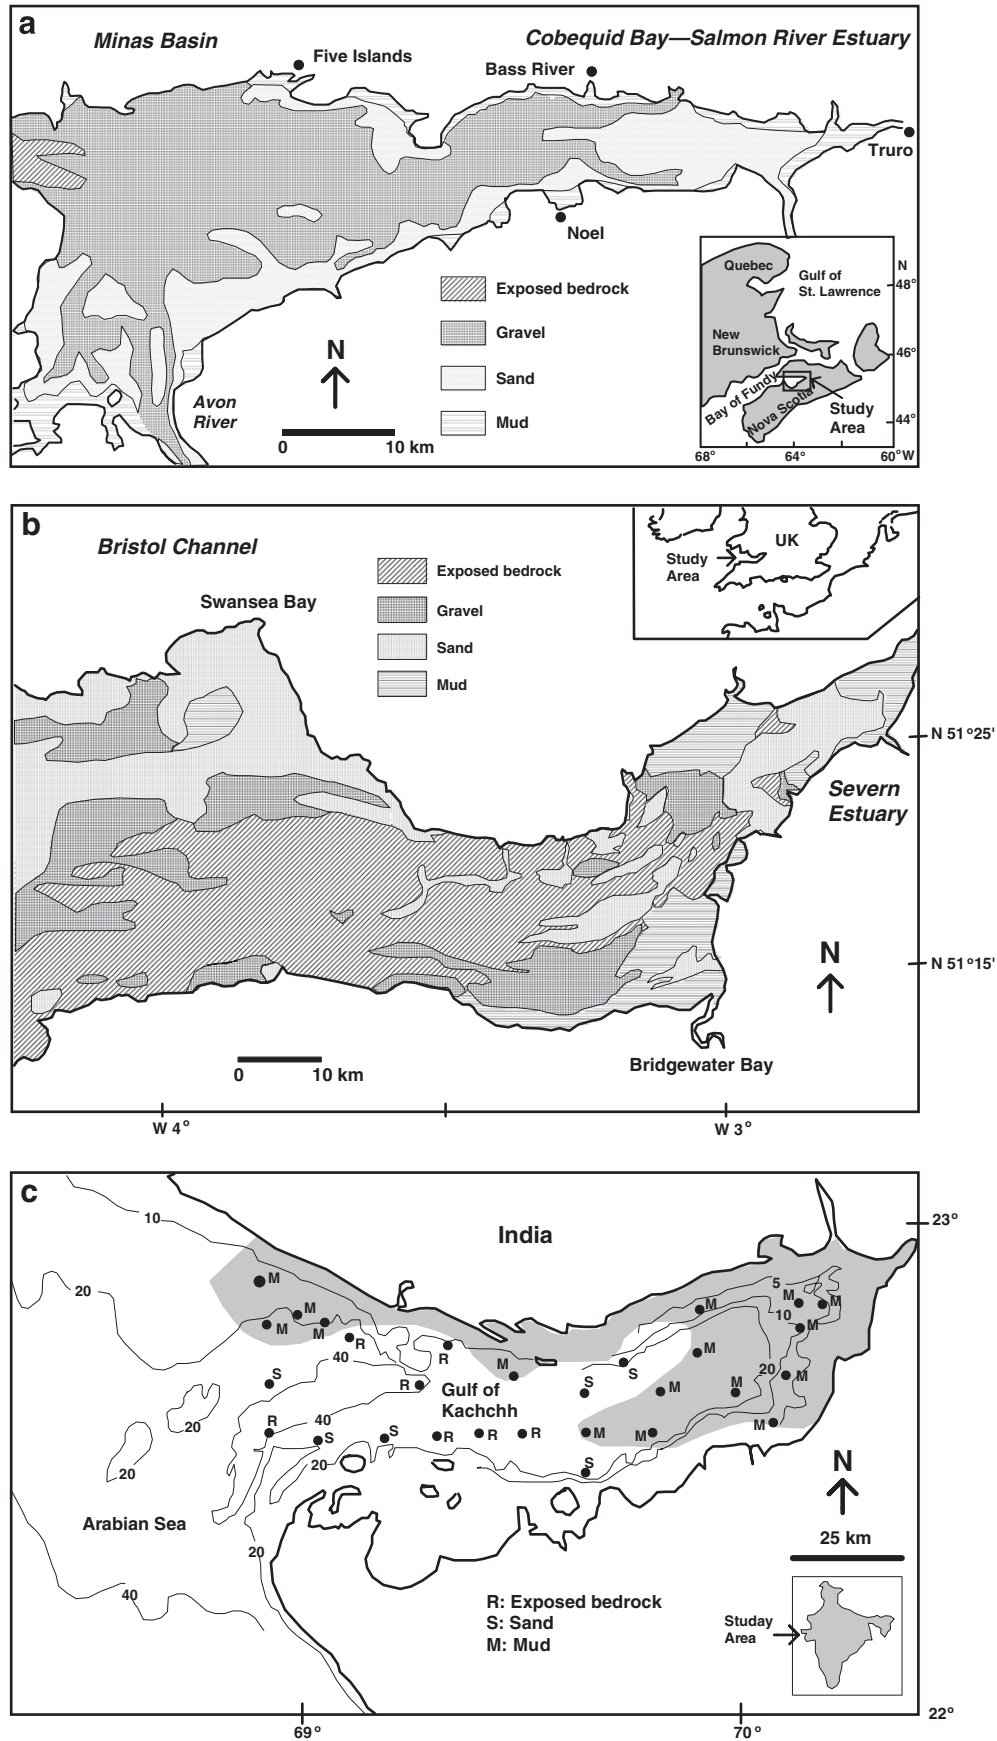 a
Minas Basin
Cobequid Bay—Salmon River Estuary
Five Islands
Bass River
Truro
Noel
Exposed bedrock
Gravel
Sand
Mud
N
Avon
River
0
10 km
Quebec
Gulf of
St. Lawrence
New
Brunswick
Bay of Fundy
Nova Scotia
Study
Area
N
48°
46°
44°
68°
64°
60°W
b
Bristol Channel
Exposed bedrock
Gravel
Sand
Mud
Swansea Bay
UK
Study
Area
N 51°25'
Severn
Estuary
N
N 51°15'
Bridgewater Bay
0
10 km
W 4°
W 3°
c
India
23°
10
20
M
M
M
M
R
R
40
S
R
M
Gulf of
Kachchh
5
M
M
M
10
M
M
S
S
20
M
M
M
M
M
M
S
R
40
S
S
R
R
R
20
20
20
20
40
Arabian Sea
N
25 km
R: Exposed bedrock
S: Sand
M: Mud
Studay
Area
22°
69°
70°